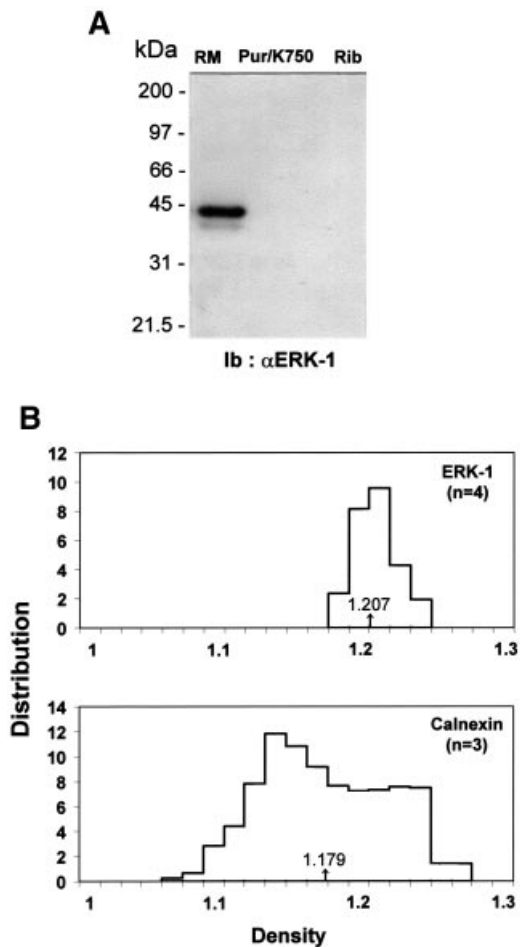 A
kDa RM Pur/K750 Rib
200 -
97 -
66 -
45 -
31 -
21.5 -
Ib : αERK-1
B
Distribution
12
10
8
6
4
2
0
ERK-1
(n=4)
1.207
1 1.1 1.2 1.3
14
12
10
8
6
4
2
0
Calnexin
(n=3)
1.179
1 1.1 1.2 1.3
Density